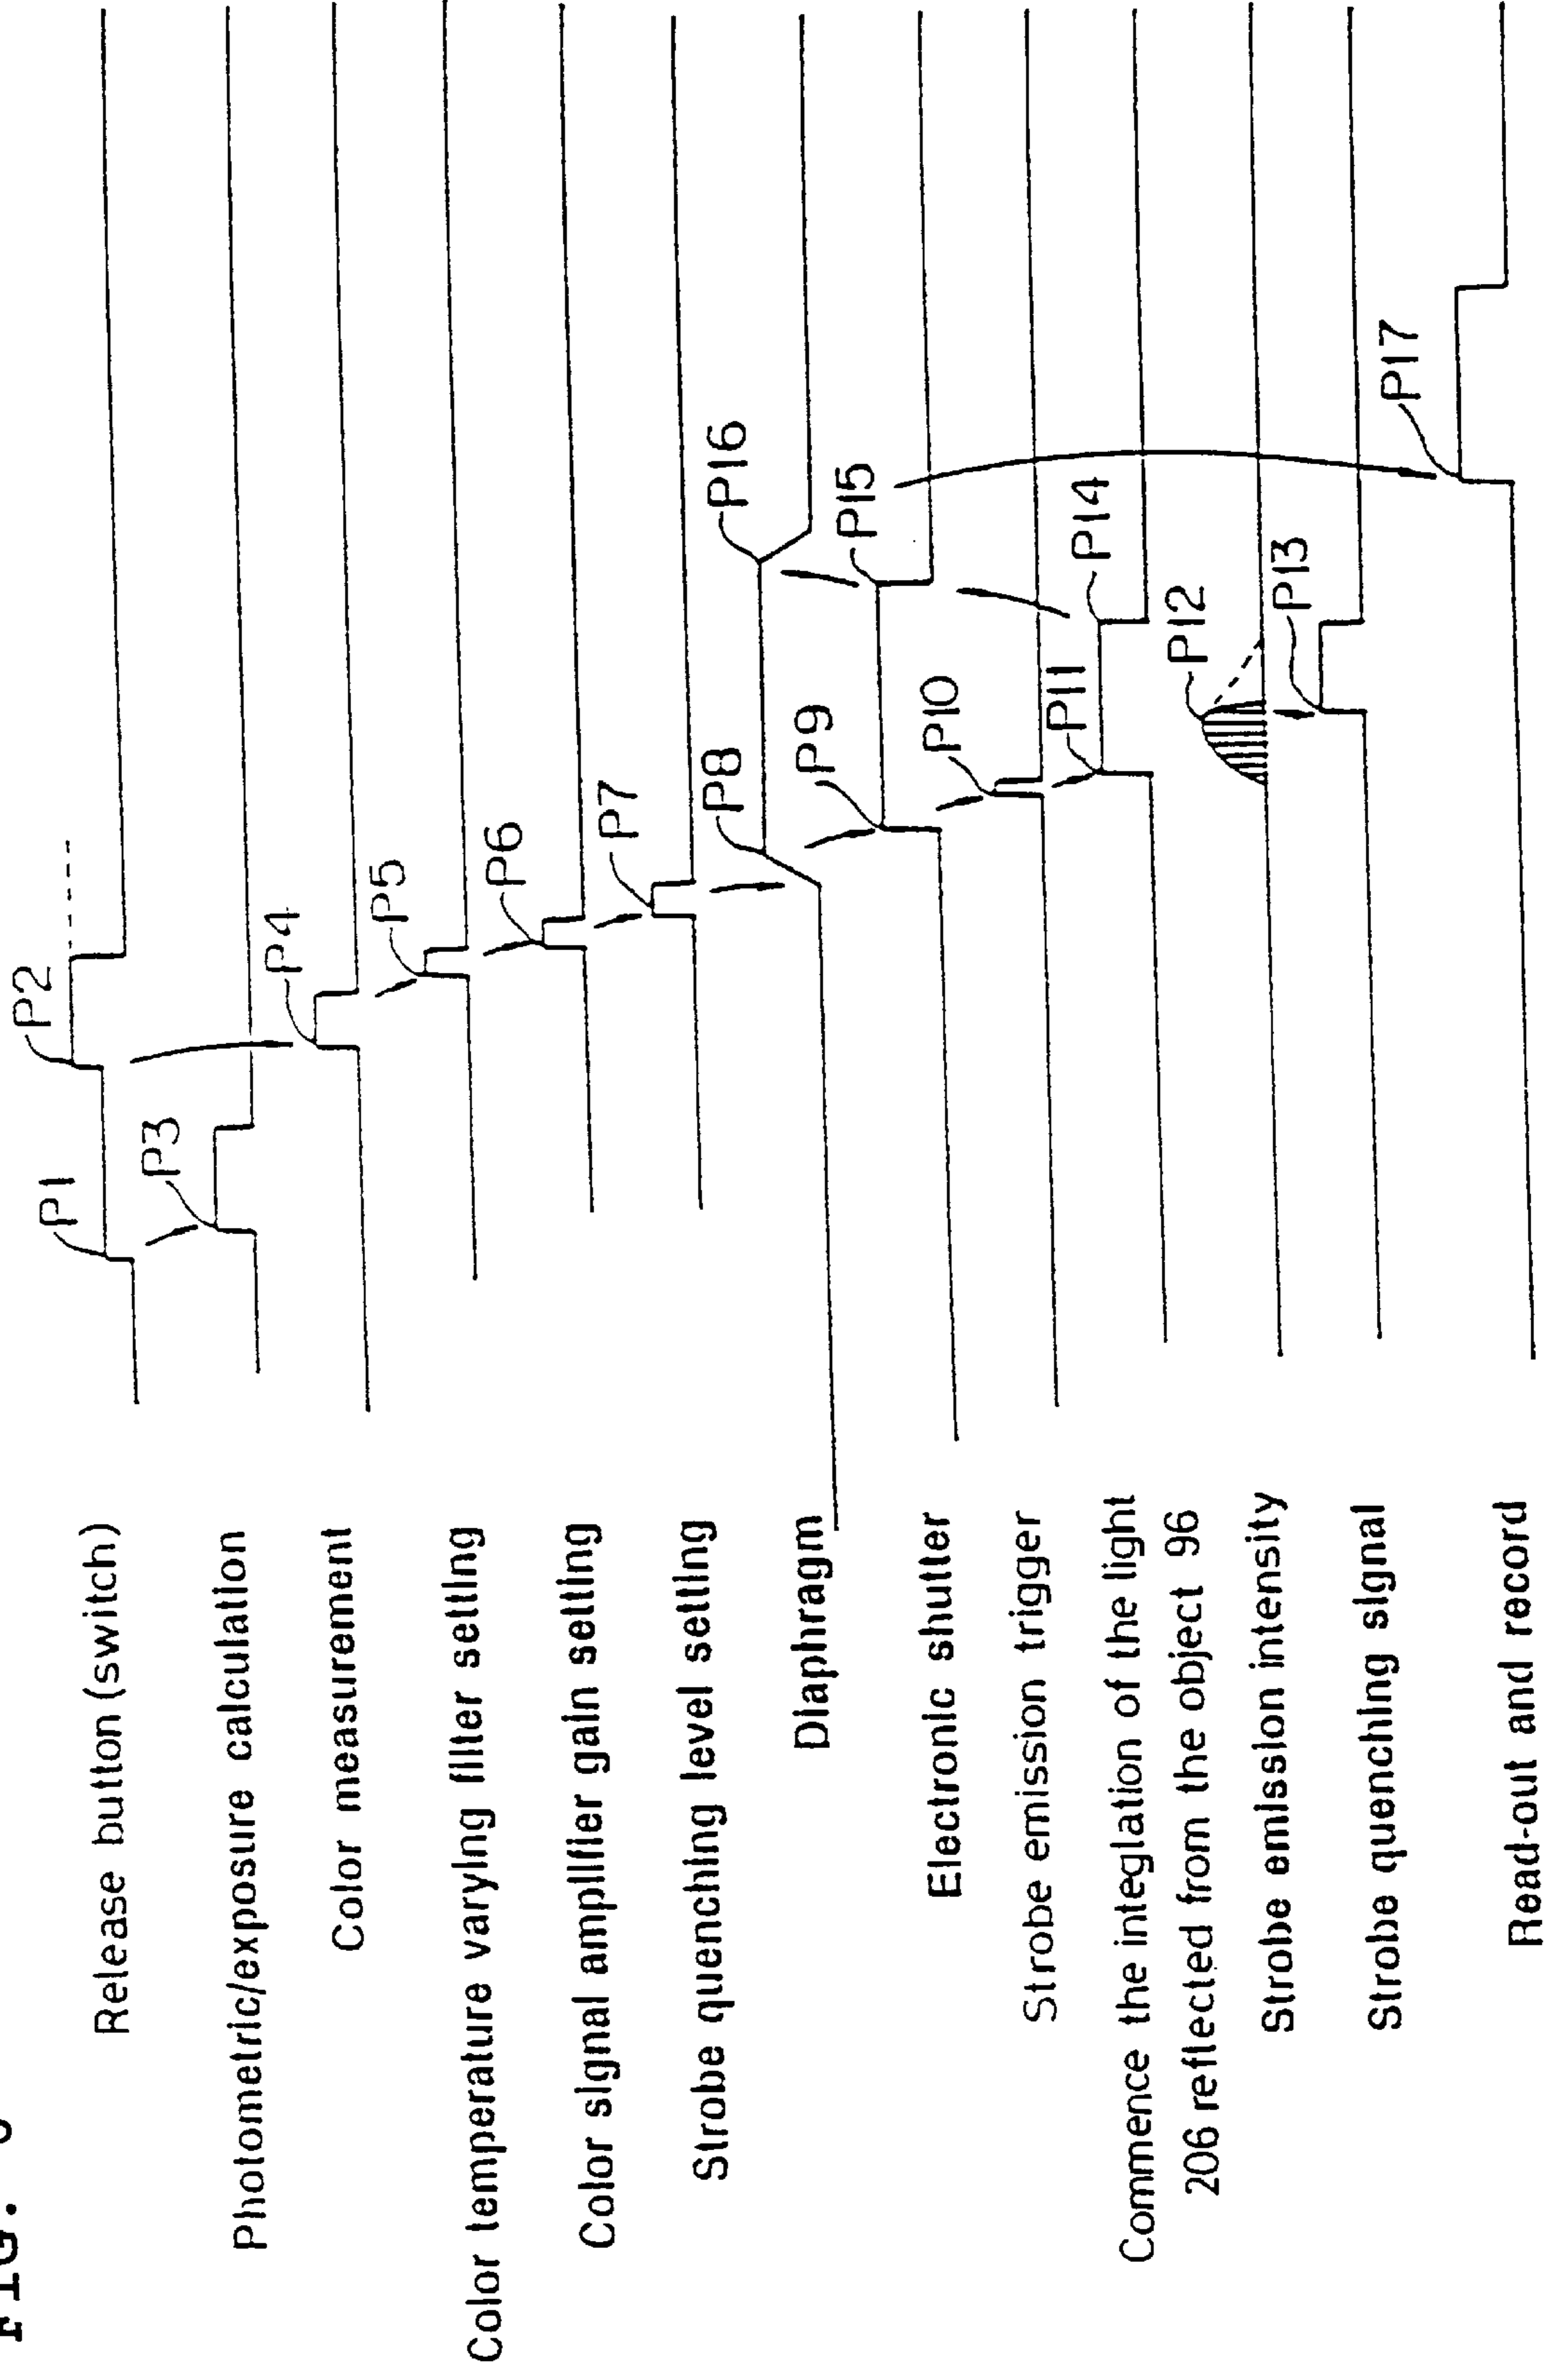 FIG.
Release button (switch)
P1
P2
Photometric/exposure calculation
P3
Color measurement
P4
Color temperature varying filter setting
P5
Color signal amplifier gain setting
P6
Strobe quenching level setting
P7
Diaphragm
P8
P16
Electronic shutter
P9
P15
Strobe emission trigger
P10
Commence the integlation of the light
206 reflected from the object 96
P11
P14
Strobe emission intensity
P12
Strobe quenching signal
P13
Read-out and record
P17